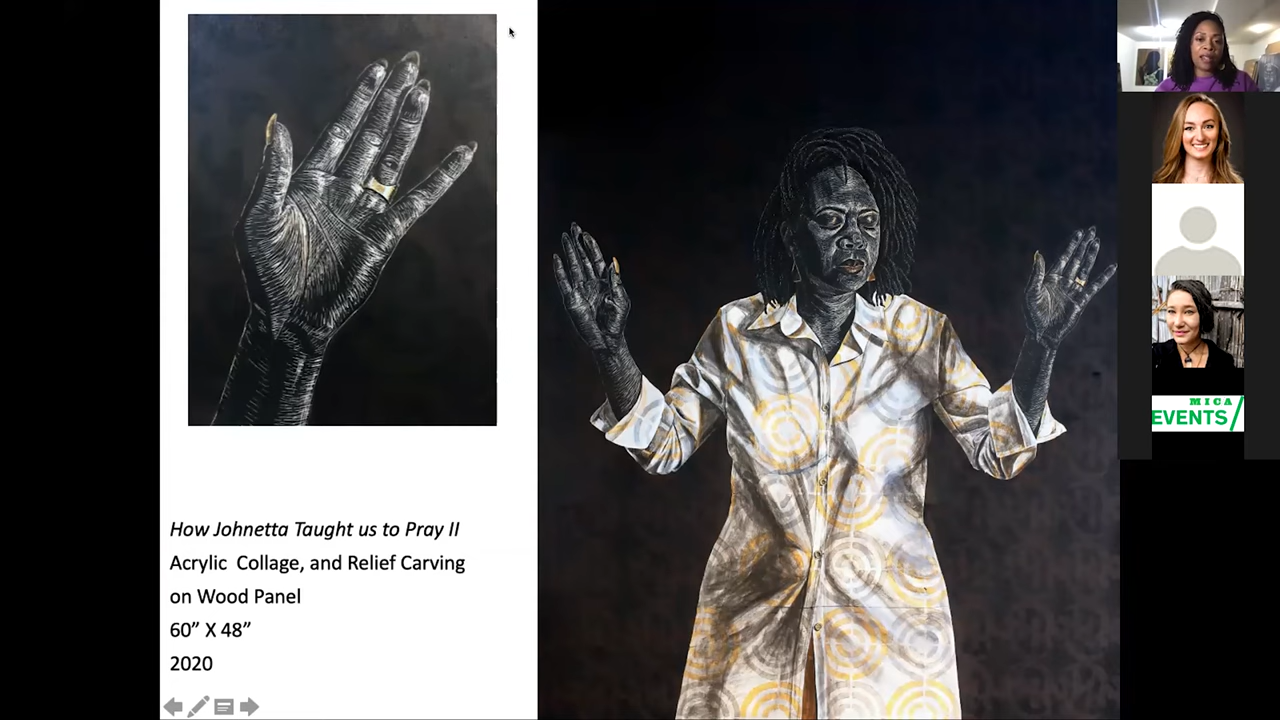 How Johnetta Taught us to Pray II
Acrylic  Collage, and Relief Carving
on Wood Panel
60” X 48”
2020
MICA
EVENTS/